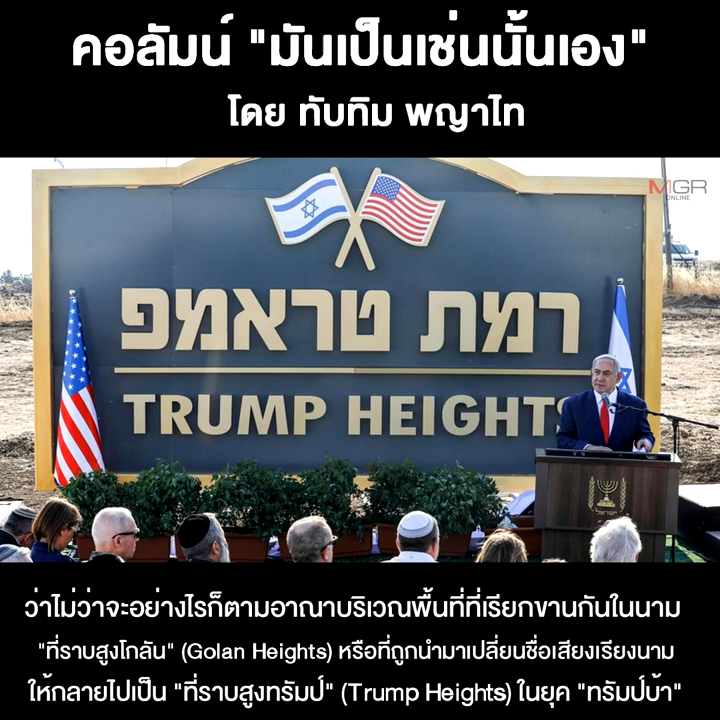 คอลัมน์ "มันเป็นเช่นนั้นเอง"
โดย ทับทิม พญาไท
MGR
ONLINE
רמת טראמפ
TRUMP HEIGHTS
ישראל
ว่าไม่ว่าจะอย่างไรก็ตามอาณาบริเวณพื้นที่ที่เรียกขานกันในนาม
"ที่ราบสูงโกลัน" (Golan Heights) หรือที่ถูกนำมาเปลี่ยนชื่อเสียงเรียงนาม
ให้กลายไปเป็น "ที่ราบสูงทรัมป์" (Trump Heights) ในยุค "ทรัมป์บ้า"